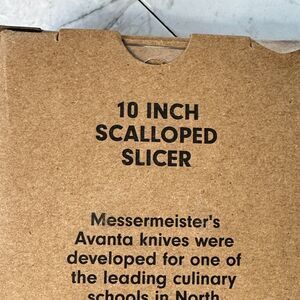 10 INCH
SCALLOPED
SLICER
Messermeister's
Avanta knives were
developed for one of
the leading culinary
schools in North